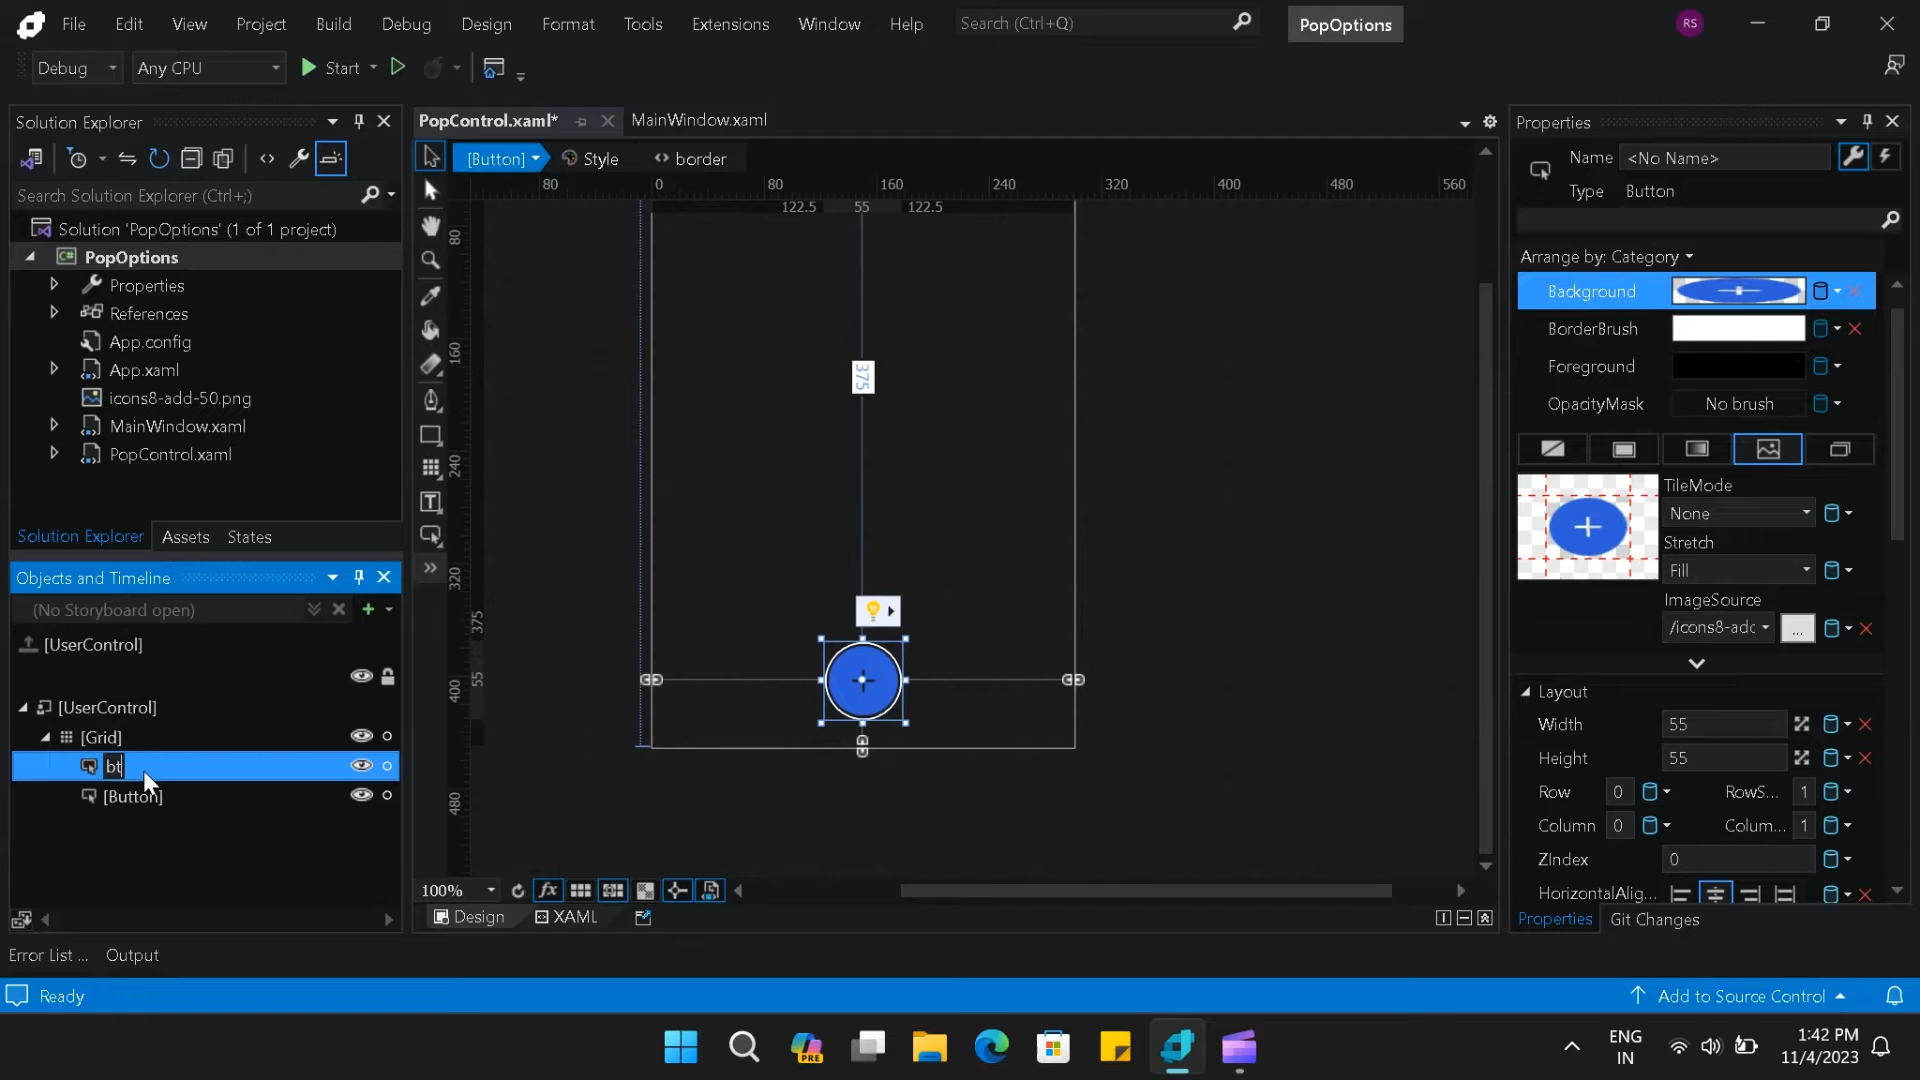 File Edit View Project Build Debug Design Format Tools Extensions Window Help Search (Ctrl+Q) PopOptions RS
Debug Any CPU Start
Solution Explorer
Search Solution Explorer (Ctrl+;)
Solution 'PopOptions' (1 of 1 project)
PopOptions
Properties
References
App.config
App.xaml
icons8-add-50.png
MainWindow.xaml
PopControl.xaml
Solution Explorer Assets States
Objects and Timeline
(No Storyboard open)
[UserControl]
[UserControl]
[Grid]
bt
[Button]
PopControl.xaml* MainWindow.xaml
[Button] Style border
80 0 80 160 240 320 400 480 560
122.5 55 122.5
80
160
240
320
375
400
55
480
375
100% fx
Design XAML
Properties
Name <No Name>
Type Button
Arrange by: Category
Background
BorderBrush
Foreground
OpacityMask No brush
TileMode
None
Stretch
Fill
ImageSource
/icons8-adc ...
Layout
Width 55
Height 55
Row 0 RowS... 1
Column 0 Colum... 1
ZIndex 0
HorizontalAlig...
Properties Git Changes
Error List ... Output
Ready Add to Source Control
PRE
ENG
IN
1:42 PM
11/4/2023